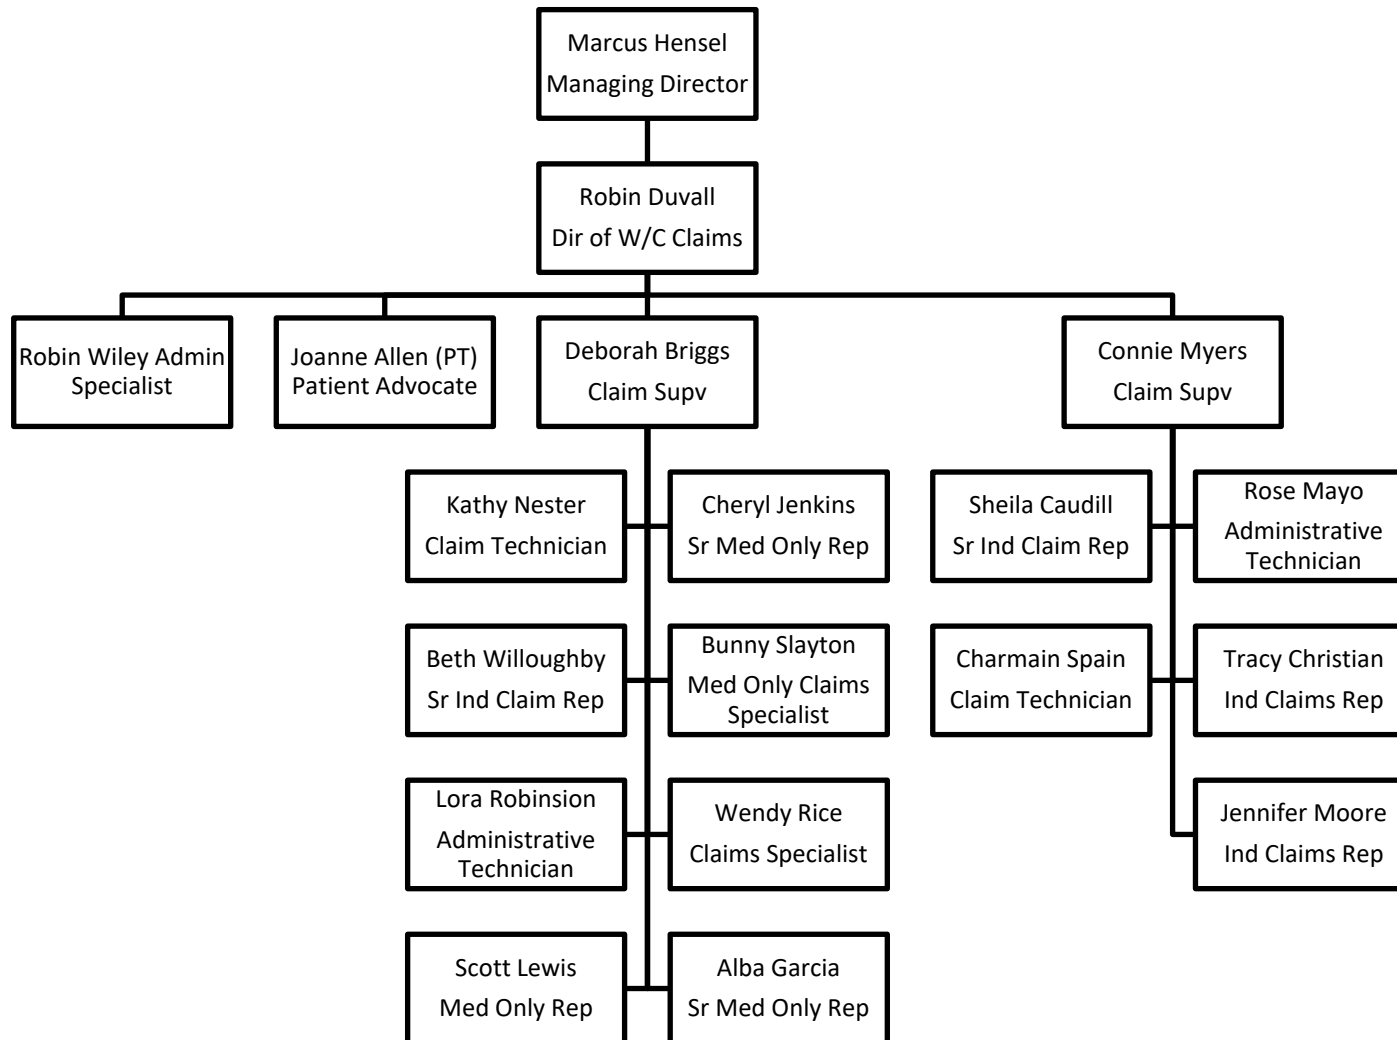 Marcus Hensel
Managing Director
Robin Duvall
Dir of W/C Claims
Robin Wiley Admin
Specialist
Joanne Allen (PT)
Patient Advocate
Deborah Briggs
Claim Supv
Connie Myers
Claim Supv
Kathy Nester
Claim Technician
Cheryl Jenkins
Sr Med Only Rep
Sheila Caudill
Sr Ind Claim Rep
Rose Mayo
Administrative
Technician
Beth Willoughby
Sr Ind Claim Rep
Bunny Slayton
Med Only Claims
Specialist
Charmain Spain
Claim Technician
Tracy Christian
Ind Claims Rep
Lora Robinsion
Administrative
Technician
Wendy Rice
Claims Specialist
Jennifer Moore
Ind Claims Rep
Scott Lewis
Med Only Rep
Alba Garcia
Sr Med Only Rep